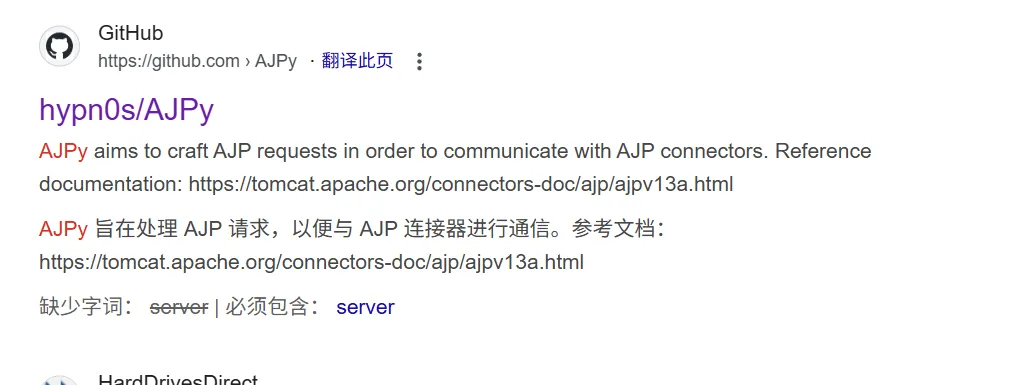 GitHub
https://github.com › AJPy · 翻译此页
hypn0s/AJPy
AJPy aims to craft AJP requests in order to communicate with AJP connectors. Reference
documentation: https://tomcat.apache.org/connectors-doc/ajp/ajpv13a.html
AJPy 旨在处理 AJP 请求，以便与 AJP 连接器进行通信。参考文档：
https://tomcat.apache.org/connectors-doc/ajp/ajpv13a.html
缺少字词： server | 必须包含： server
HardDrivesDirect